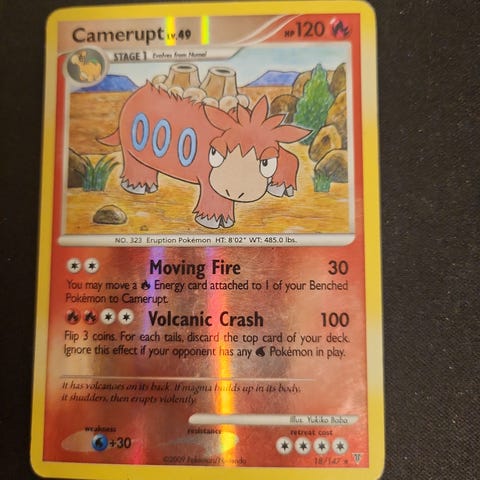 Camerupt LV.49 HP 120
STAGE 1 Evolves from Numel
NO. 323 Eruption Pokémon HT: 8'02" WT: 485.0 lbs.
Moving Fire 30
You may move a Energy card attached to 1 of your Benched
Pokémon to Camerupt.
Volcanic Crash 100
Flip 3 coins. For each tails, discard the top card of your deck.
Ignore this effect if your opponent has any Pokémon in play.
It has volcanoes on its back. If magma builds up in its body,
it shudders, then erupts violently.
Illus. Yukiko Baba
weakness resistance retreat cost
+30
©2009 Pokémon/Nintendo 18/147 ★